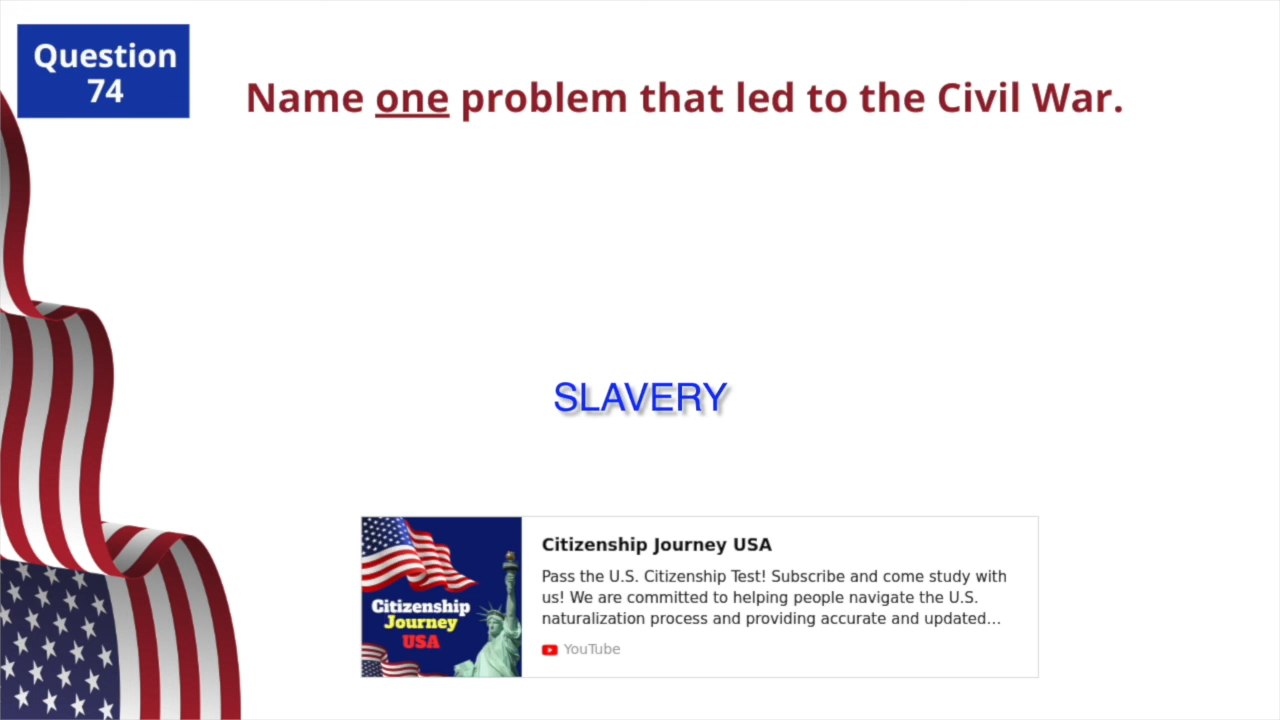 Question
74
Name one problem that led to the Civil War.
SLAVERY
Citizenship Journey USA
Pass the U.S. Citizenship Test! Subscribe and come study with
us! We are committed to helping people navigate the U.S.
naturalization process and providing accurate and updated...
YouTube
Citizenship
Journey
USA